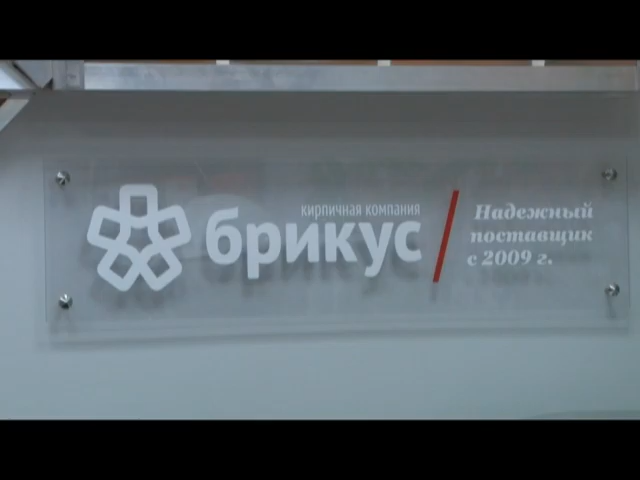 кирпичная компания
брикус
Надежный
поставщик
с 2009 г.